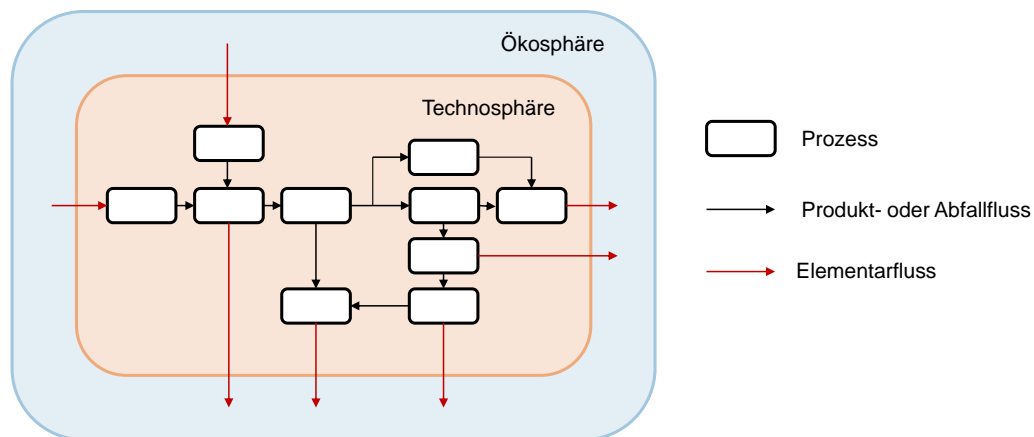 Ökosphäre
Technosphäre
Prozess
Produkt- oder Abfallfluss
Elementarfluss